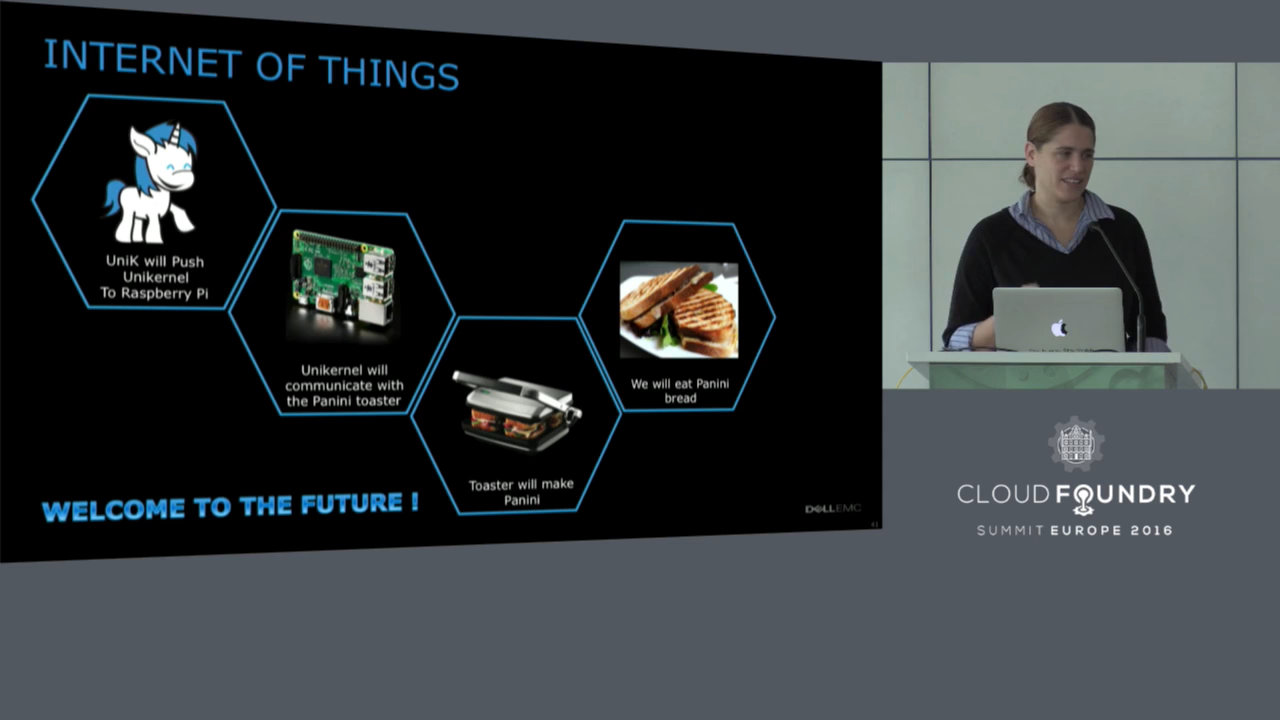 INTERNET OF THINGS
UniK will Push
Unikernel
To Raspberry Pi
Unikernel will
communicate with
the Panini toaster
Toaster will make
Panini
We will eat Panini
bread
WELCOME TO THE FUTURE !
DELLEMC
41
CLOUD FOUNDRY
SUMMIT EUROPE 2016